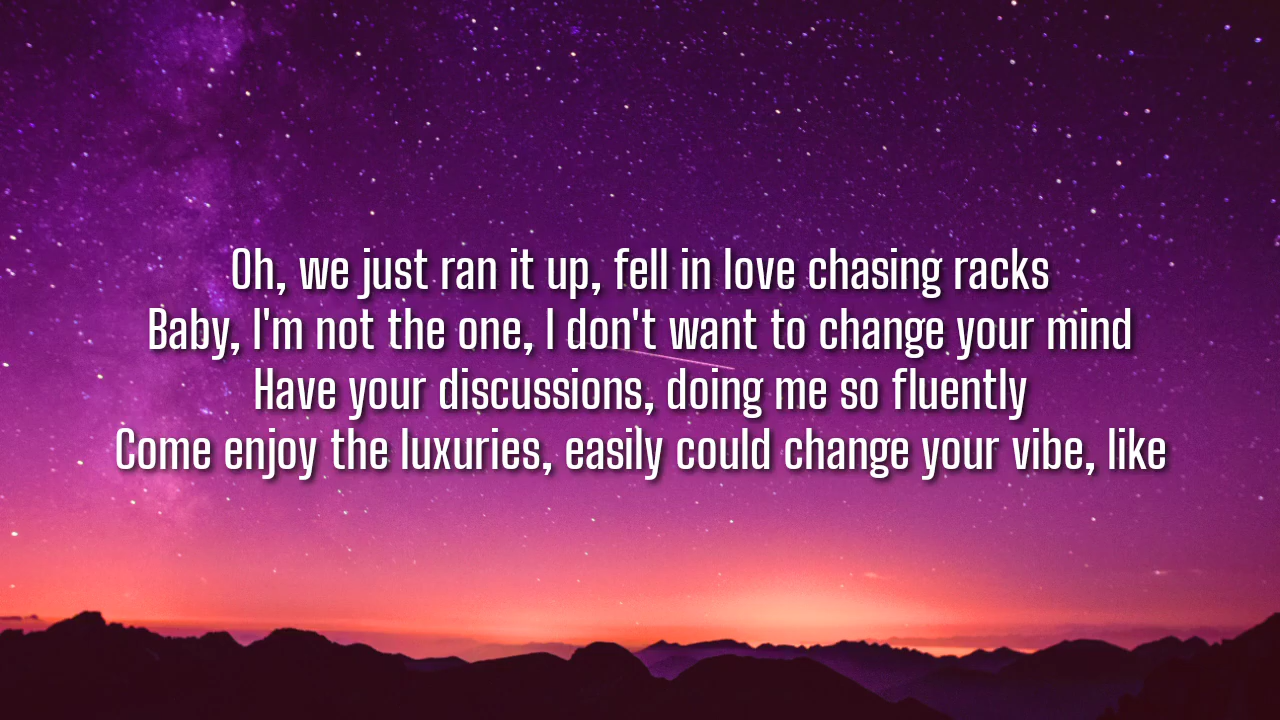 Oh, we just ran it up, fell in love chasing racks
Baby, I'm not the one, I don't want to change your mind
Have your discussions, doing me so fluently
Come enjoy the luxuries, easily could change your vibe, like